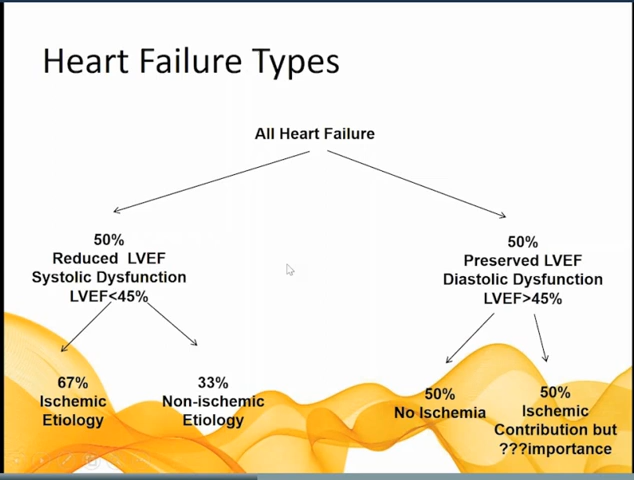 Heart Failure Types
All Heart Failure
50%
Reduced LVEF
Systolic Dysfunction
LVEF<45%
50%
Preserved LVEF
Diastolic Dysfunction
LVEF>45%
67%
Ischemic
Etiology
33%
Non-ischemic
Etiology
50%
No Ischemia
50%
Ischemic
Contribution but
???importance